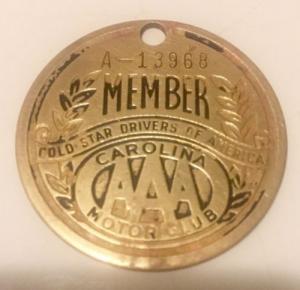 A-13968
MEMBER
GOLD STAR DRIVERS OF AMERICA
CAROLINA
AAA
MOTOR CLUB